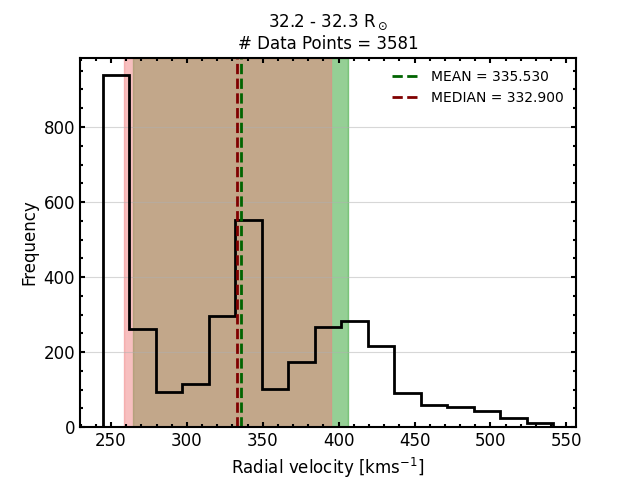 32.2 - 32.3 R⊙
# Data Points = 3581
MEAN = 335.530
MEDIAN = 332.900
Frequency
800
600
400
200
0
250 300 350 400 450 500 550
Radial velocity [kms⁻¹]